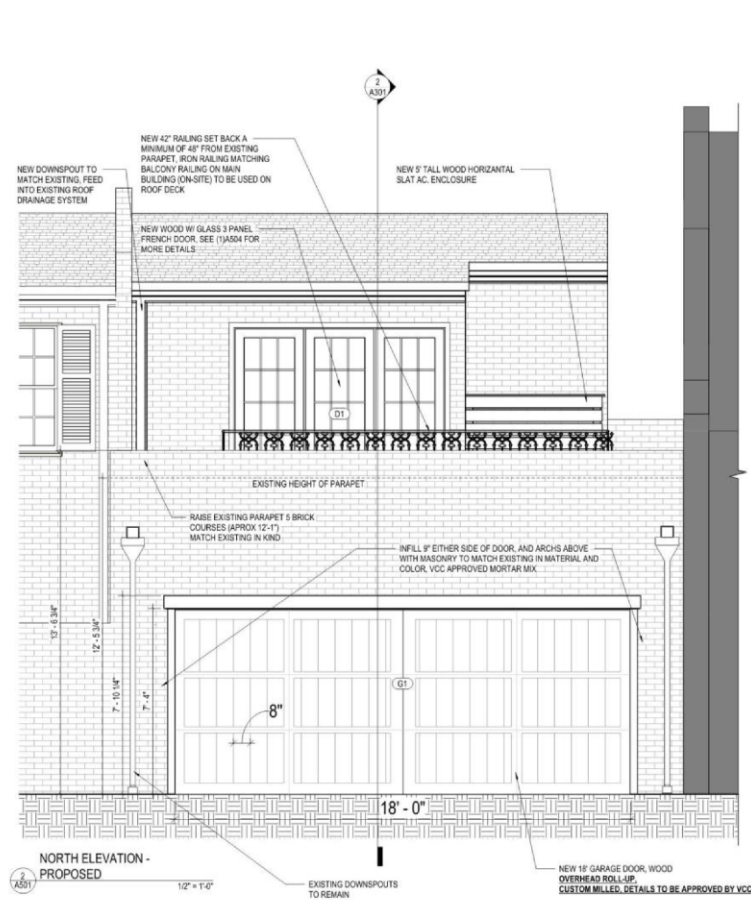 2
A301
NEW 42" RAILING SET BACK A
MINIMUM OF 48" FROM EXISTING
PARAPET, IRON RAILING MATCHING
BALCONY RAILING ON MAIN
BUILDING (ON-SITE) TO BE USED ON
ROOF DECK
NEW DOWNSPOUT TO
MATCH EXISTING, FEED
INTO EXISTING ROOF
DRAINAGE SYSTEM
NEW 5' TALL WOOD HORIZANTAL
SLAT AC. ENCLOSURE
NEW WOOD W/ GLASS 3 PANEL
FRENCH DOOR, SEE (1)A504 FOR
MORE DETAILS
D1
EXISTING HEIGHT OF PARAPET
RAISE EXISTING PARAPET 5 BRICK
COURSES (APROX 12'-1")
MATCH EXISTING IN KIND
INFILL 9" EITHER SIDE OF DOOR, AND ARCHS ABOVE
WITH MASONRY TO MATCH EXISTING IN MATERIAL AND
COLOR, VCC APPROVED MORTAR MIX
13' - 6 3/4"
12' - 5 3/4"
7' - 10 1/4"
7' - 4"
G1
8"
18' - 0"
2
A501
NORTH ELEVATION -
PROPOSED
1/2" = 1'-0"
EXISTING DOWNSPOUTS
TO REMAIN
NEW 18' GARAGE DOOR, WOOD
OVERHEAD ROLL-UP,
CUSTOM MILLED, DETAILS TO BE APPROVED BY VCC